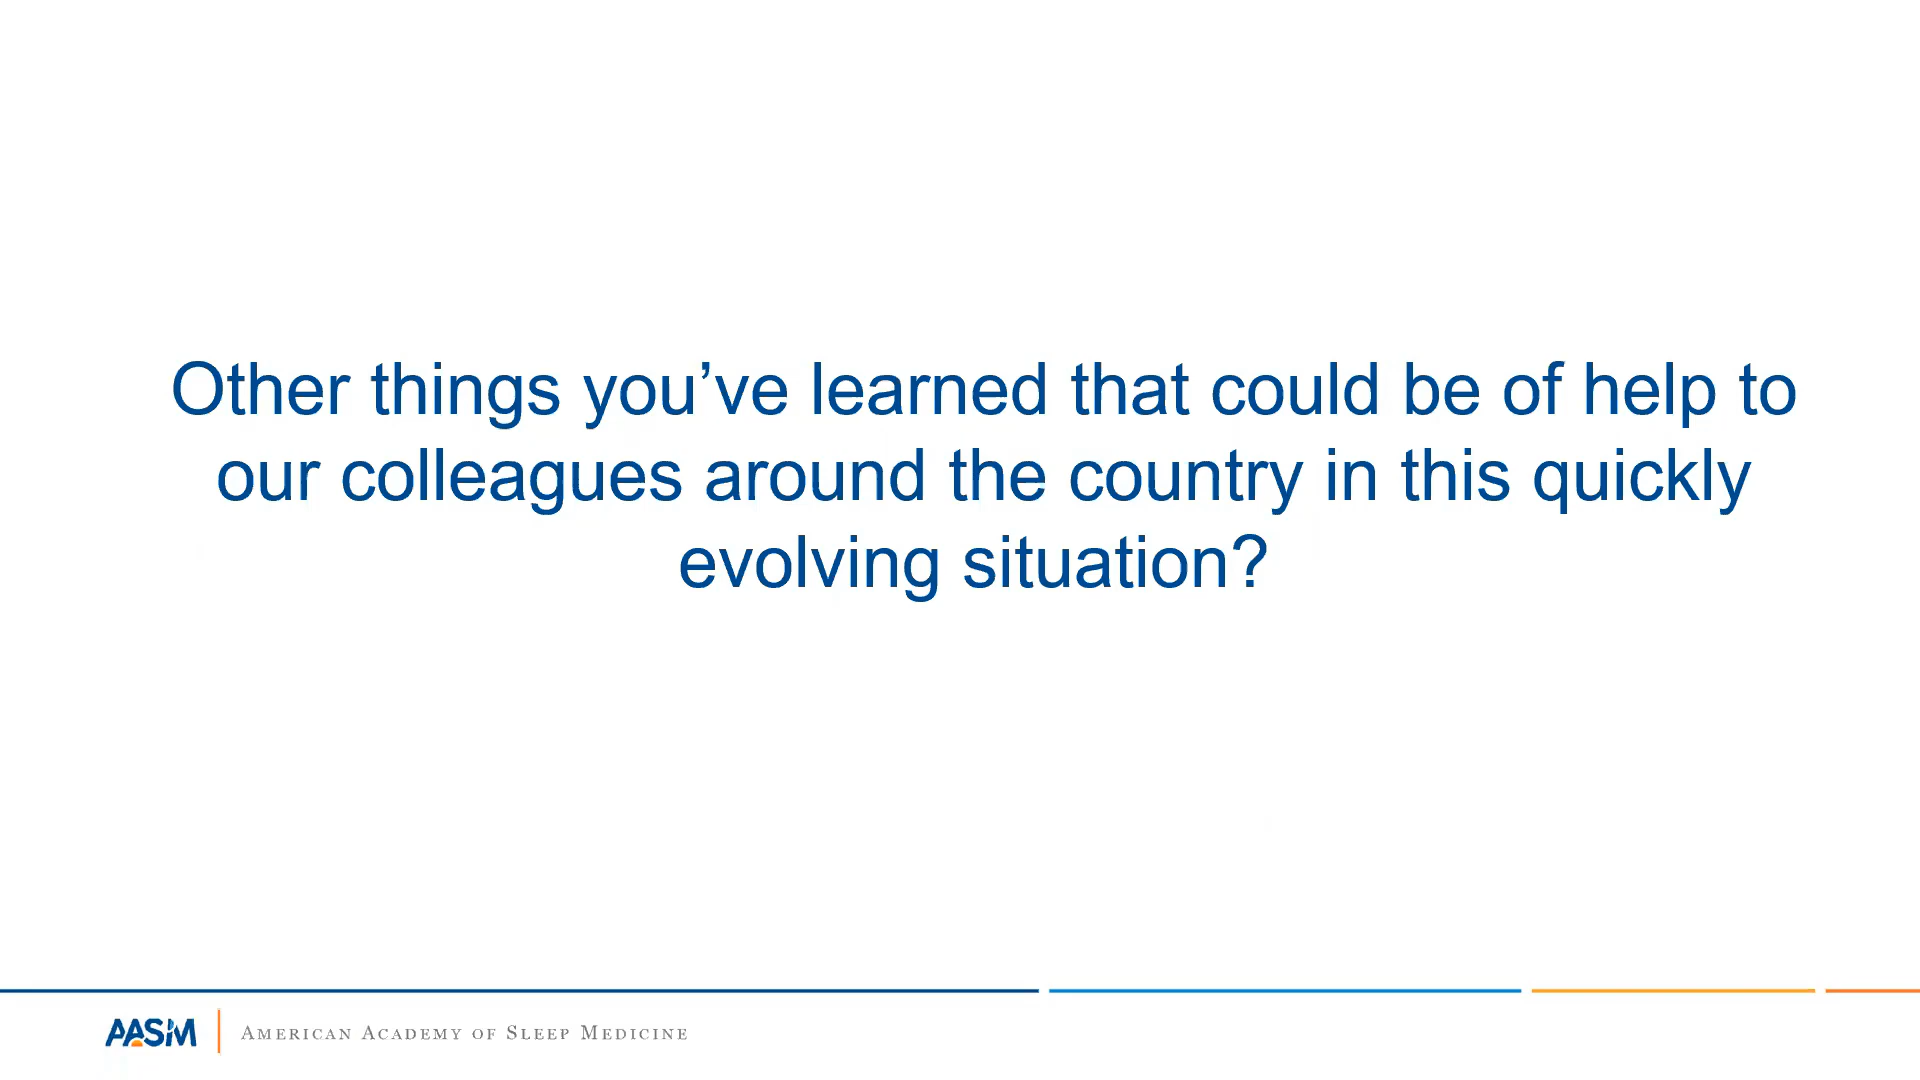 Other things you’ve learned that could be of help to
our colleagues around the country in this quickly
evolving situation?
AASM
AMERICAN ACADEMY OF SLEEP MEDICINE